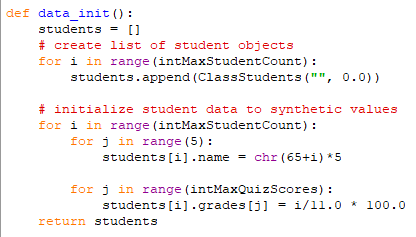 def data_init():
    students = []
    # create list of student objects
    for i in range(intMaxStudentCount):
        students.append(ClassStudents("", 0.0))

    # initialize student data to synthetic values
    for i in range(intMaxStudentCount):
        for j in range(5):
            students[i].name = chr(65+i)*5

        for j in range(intMaxQuizScores):
            students[i].grades[j] = i/11.0 * 100.0
    return students